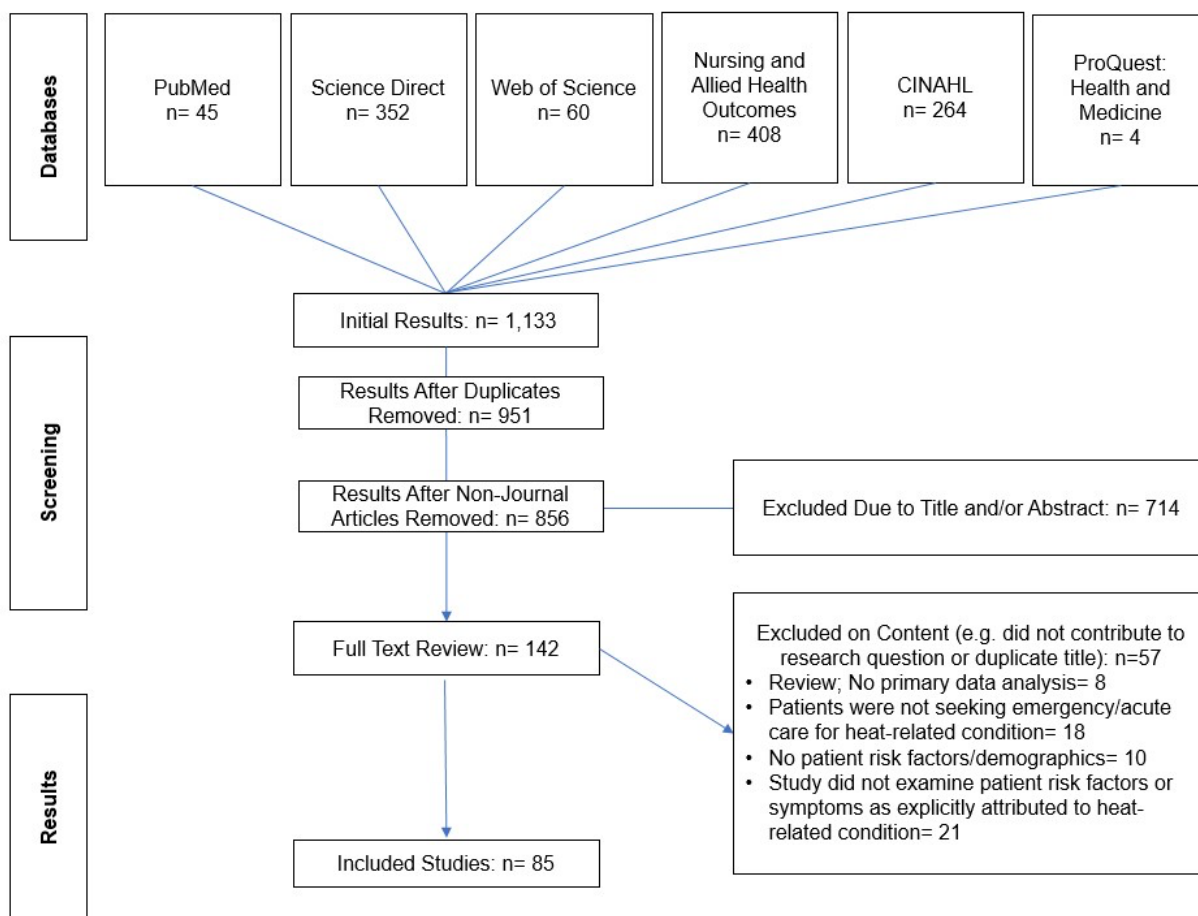 Databases
PubMed
n= 45
Science Direct
n= 352
Web of Science
n= 60
Nursing and
Allied Health
Outcomes
n= 408
CINAHL
n= 264
ProQuest:
Health and
Medicine
n= 4
Screening
Initial Results: n= 1,133
Results After Duplicates
Removed: n= 951
Results After Non-Journal
Articles Removed: n= 856
Excluded Due to Title and/or Abstract: n= 714
Full Text Review: n= 142
Excluded on Content (e.g. did not contribute to
research question or duplicate title): n=57
• Review; No primary data analysis= 8
• Patients were not seeking emergency/acute
care for heat-related condition= 18
• No patient risk factors/demographics= 10
• Study did not examine patient risk factors or
symptoms as explicitly attributed to heat-
related condition= 21
Results
Included Studies: n= 85